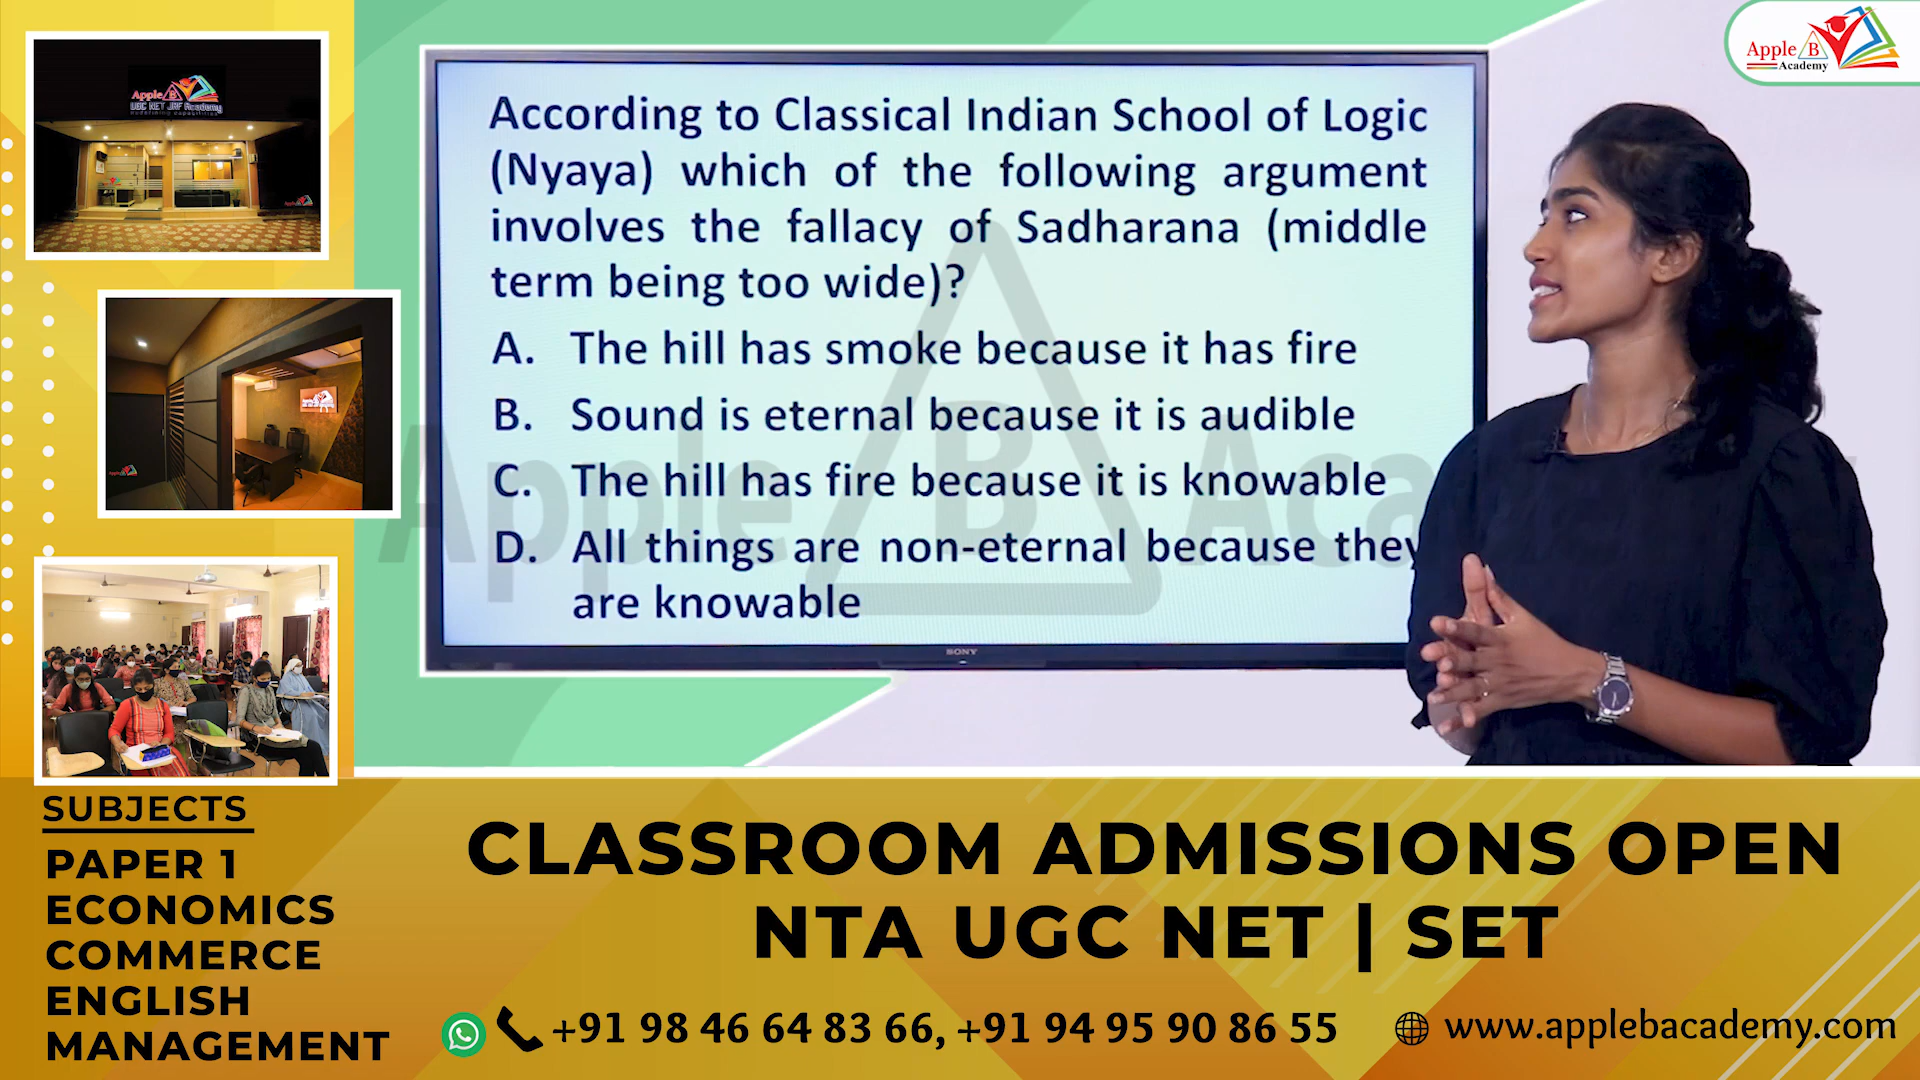 Apple B
UGC NET JRF Academy
Apple B
Academy
According to Classical Indian School of Logic
(Nyaya) which of the following argument
involves the fallacy of Sadharana (middle
term being too wide)?
A. The hill has smoke because it has fire
B. Sound is eternal because it is audible
C. The hill has fire because it is knowable
D. All things are non-eternal because they
are knowable
Apple B Academy
SONY
SUBJECTS
PAPER 1
ECONOMICS
COMMERCE
ENGLISH
MANAGEMENT
CLASSROOM ADMISSIONS OPEN
NTA UGC NET | SET
+91 98 46 64 83 66, +91 94 95 90 86 55
www.applebacademy.com